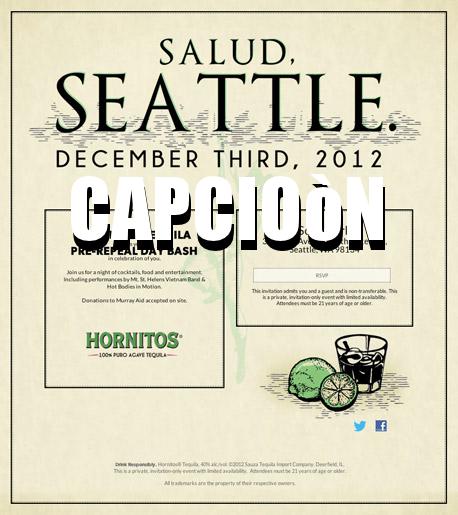 SALUD,
SEATTLE.
DECEMBER THIRD, 2012
CAPCIOòN
PRE-REPEAL DAY BASH
in celebration of you.
Join us for a night of cocktails, food and entertainment.
Including performances by Mt. St. Helens Vietnam Band &
Hot Bodies in Motion.
Donations to Murray Aid accepted on site.
HORNITOS®
100% PURO AGAVE TEQUILA
Seattle, WA 98134
RSVP
This invitation admits you and a guest and is non-transferable. This
is a private, invitation-only event with limited availability.
Attendees must be 21 years of age or older.
Drink Responsibly. Hornitos® Tequila, 40% alc./vol. ©2012 Sauza Tequila Import Company, Deerfield, IL.
This is a private, invitation-only event with limited availability. Attendees must be 21 years of age or older.
All trademarks are the property of their respective owners.